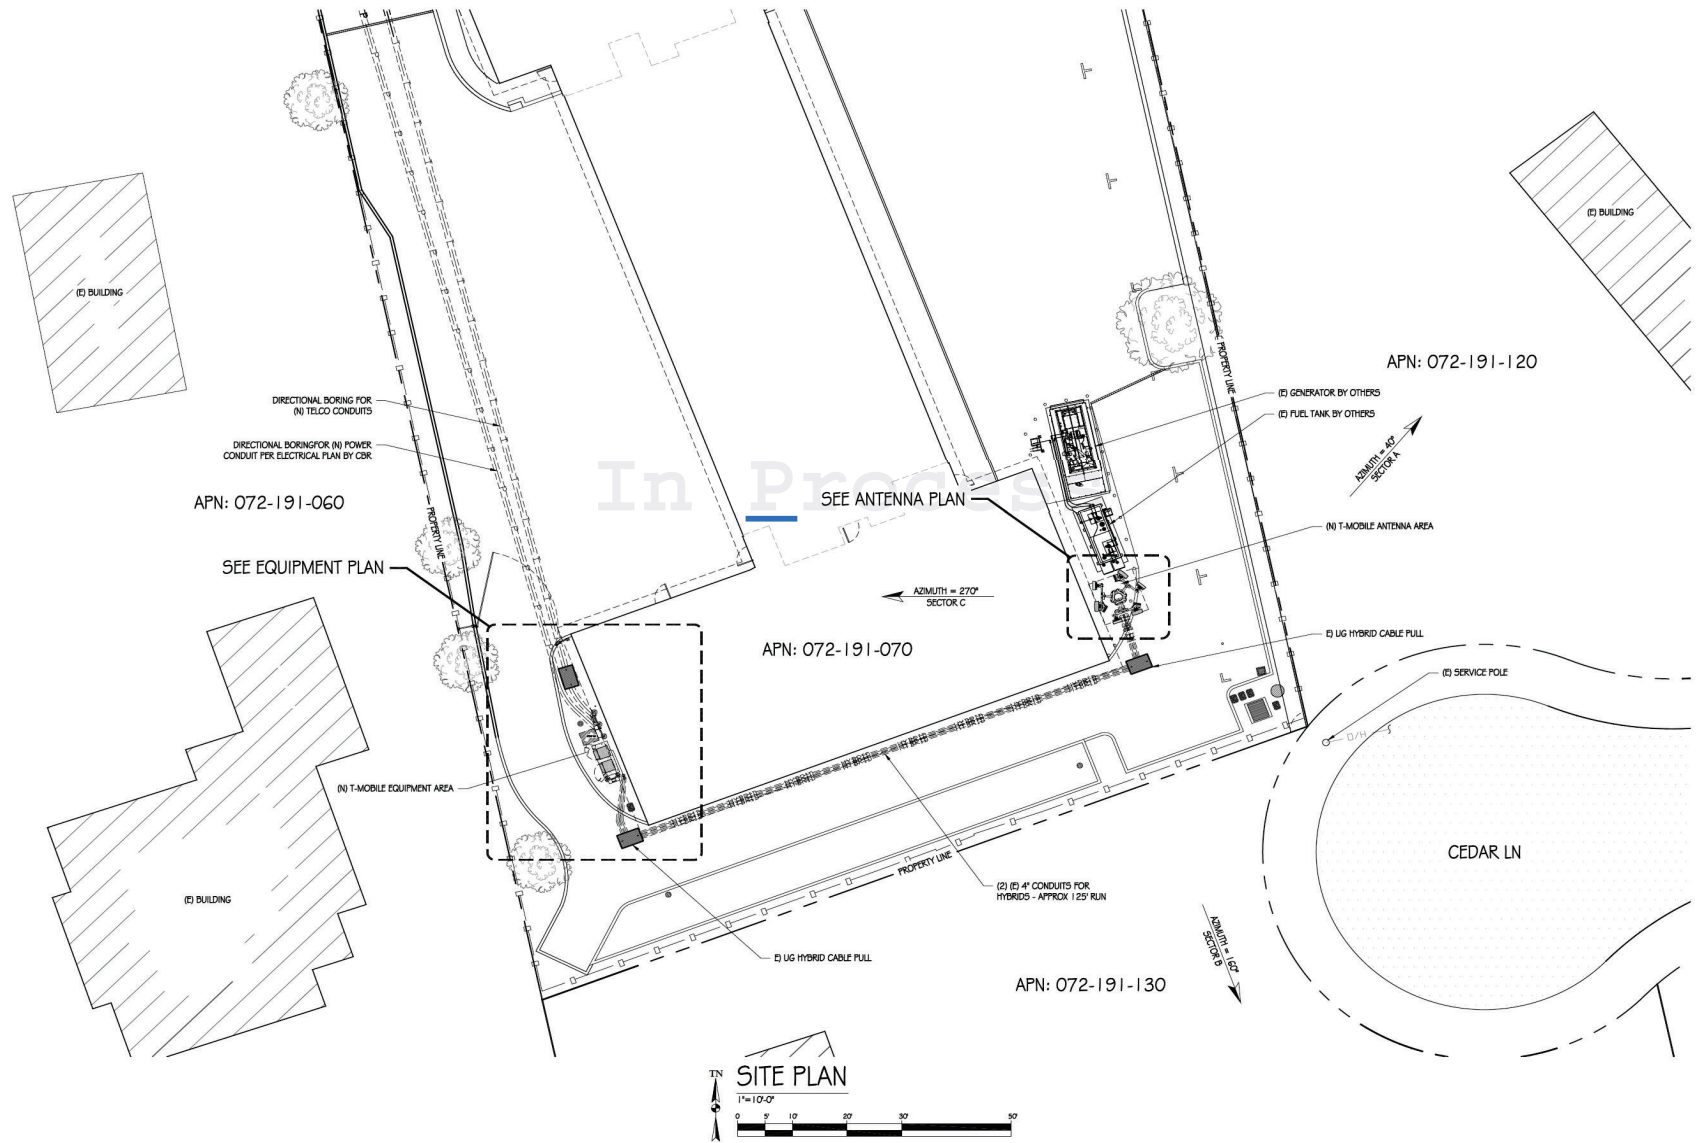 (E) BUILDING
(E) BUILDING
DIRECTIONAL BORING FOR
(N) TELCO CONDUITS
DIRECTIONAL BORINGFOR (N) POWER
CONDUIT PER ELECTRICAL PLAN BY CBR
APN: 072-191-060
PROPERTY LINE
SEE EQUIPMENT PLAN
In Proces
SEE ANTENNA PLAN
PROPERTY LINE
APN: 072-191-120
(E) GENERATOR BY OTHERS
(E) FUEL TANK BY OTHERS
AZIMUTH = 40°
SECTOR A
(N) T-MOBILE ANTENNA AREA
AZIMUTH = 270°
SECTOR C
APN: 072-191-070
E) UG HYBRID CABLE PULL
(E) SERVICE POLE
O/H
(N) T-MOBILE EQUIPMENT AREA
CEDAR LN
PROPERTY LINE
(2) (E) 4" CONDUITS FOR
HYBRIDS - APPROX 125' RUN
(E) BUILDING
E) UG HYBRID CABLE PULL
AZIMUTH = 160°
SECTOR B
APN: 072-191-130
TN
SITE PLAN
1"=10'-0"
0 5' 10' 20' 30' 50'